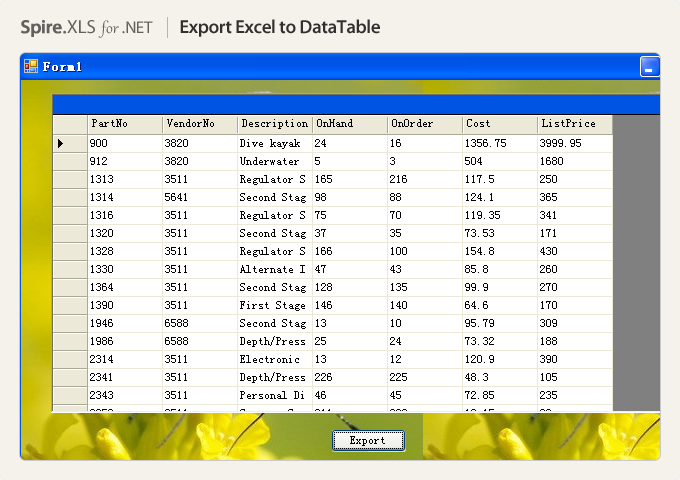 Spire.XLS for .NET Export Excel to DataTable
Form1
PartNo VendorNo Description OnHand OnOrder Cost ListPrice
900 3820 Dive kayak 24 16 1356.75 3999.95
912 3820 Underwater 5 3 504 1680
1313 3511 Regulator S 165 216 117.5 250
1314 5641 Second Stag 98 88 124.1 365
1316 3511 Regulator S 75 70 119.35 341
1320 3511 Second Stag 37 35 73.53 171
1328 3511 Regulator S 166 100 154.8 430
1330 3511 Alternate I 47 43 85.8 260
1364 3511 Second Stag 128 135 99.9 270
1390 3511 First Stage 146 140 64.6 170
1946 6588 Second Stag 13 10 95.79 309
1986 6588 Depth/Press 25 24 73.32 188
2314 3511 Electronic 13 12 120.9 390
2341 3511 Depth/Press 226 225 48.3 105
2343 3511 Personal Di 46 45 72.85 235
Export